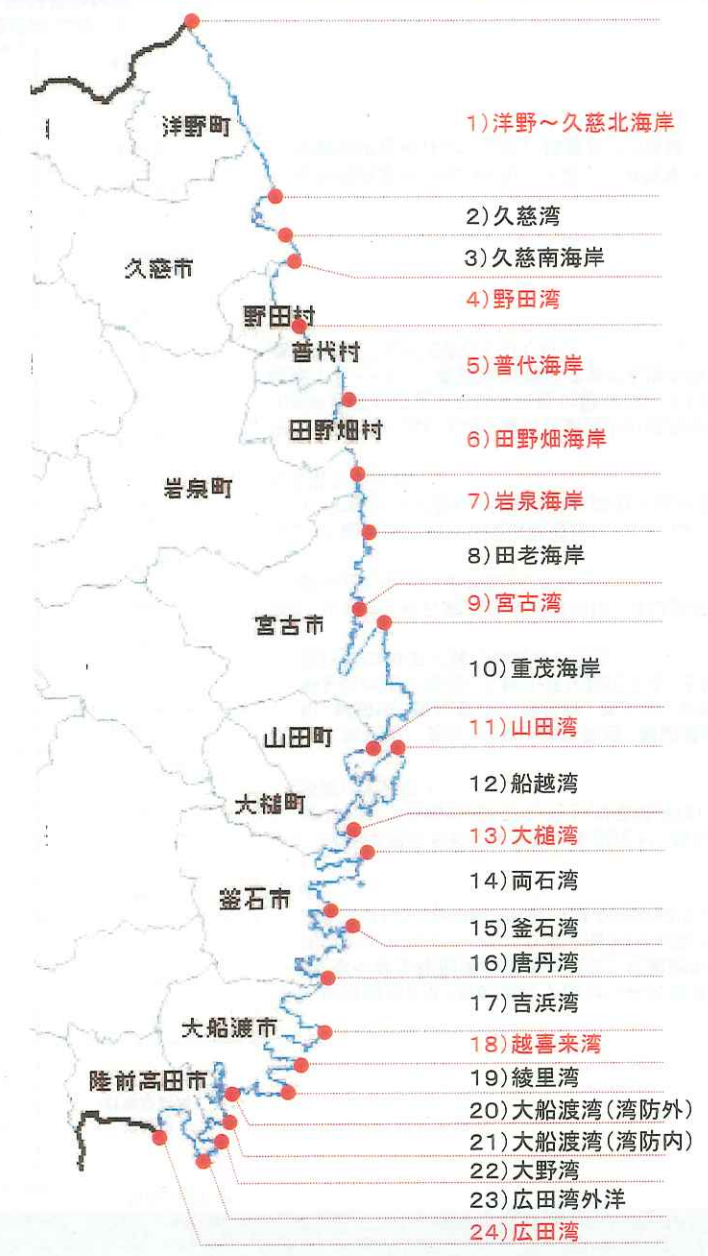 1)洋野～久慈北海岸
洋野町
2)久慈湾
3)久慈南海岸
久慈市
4)野田湾
野田村
普代村
5)普代海岸
田野畑村
6)田野畑海岸
岩泉町
7)岩泉海岸
8)田老海岸
9)宮古湾
宮古市
10)重茂海岸
11)山田湾
山田町
12)船越湾
大槌町
13)大槌湾
14)両石湾
釜石市
15)釜石湾
16)唐丹湾
17)吉浜湾
大船渡市
18)越喜来湾
19)綾里湾
陸前高田市
20)大船渡湾(湾防外)
21)大船渡湾(湾防内)
22)大野湾
23)広田湾外洋
24)広田湾